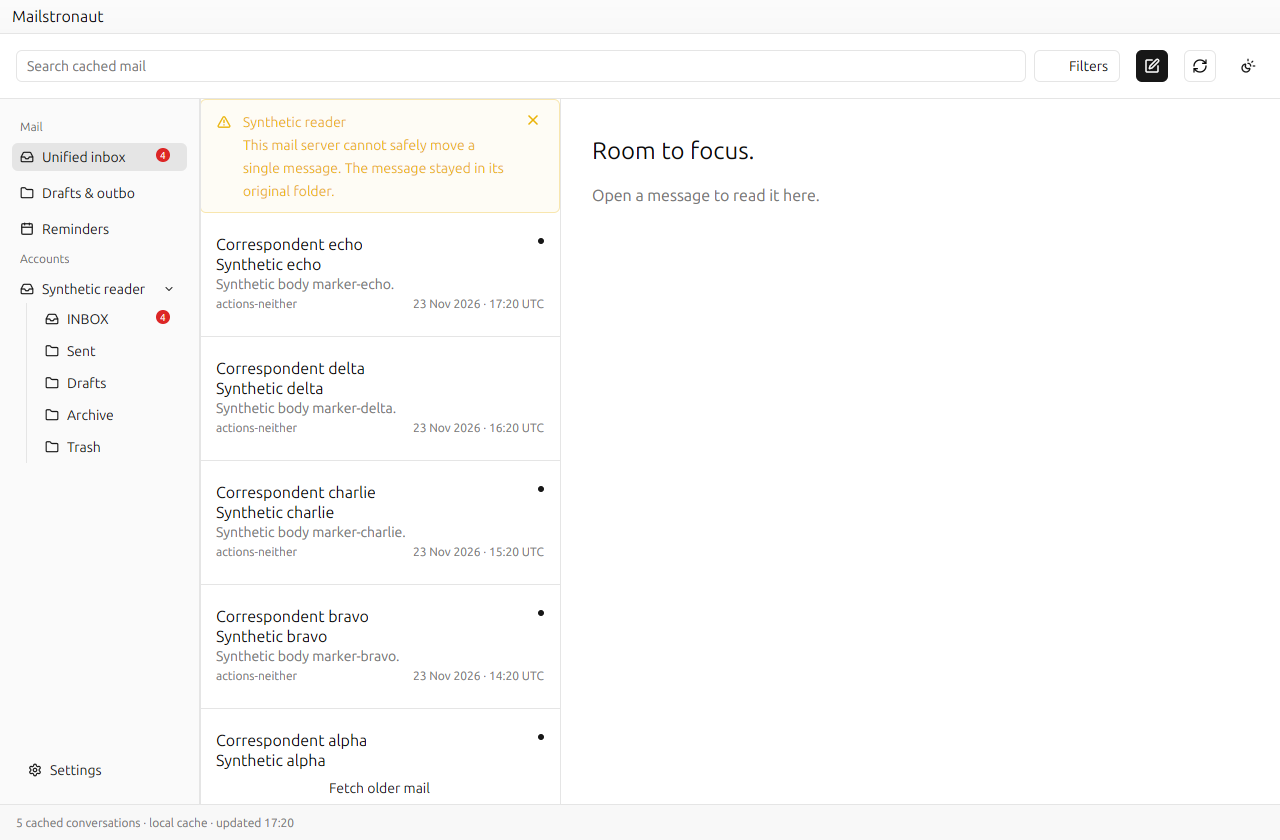 Mailstronaut
Search cached mail
Filters
Mail
Unified inbox 4
Drafts & outbo
Reminders
Accounts
Synthetic reader
INBOX 4
Sent
Drafts
Archive
Trash
Settings
Synthetic reader
This mail server cannot safely move a
single message. The message stayed in its
original folder.
Correspondent echo
Synthetic echo
Synthetic body marker-echo.
actions-neither 23 Nov 2026 · 17:20 UTC
Correspondent delta
Synthetic delta
Synthetic body marker-delta.
actions-neither 23 Nov 2026 · 16:20 UTC
Correspondent charlie
Synthetic charlie
Synthetic body marker-charlie.
actions-neither 23 Nov 2026 · 15:20 UTC
Correspondent bravo
Synthetic bravo
Synthetic body marker-bravo.
actions-neither 23 Nov 2026 · 14:20 UTC
Correspondent alpha
Synthetic alpha
Fetch older mail
Room to focus.
Open a message to read it here.
5 cached conversations · local cache · updated 17:20